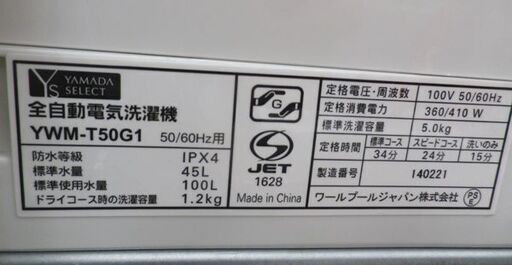 YS YAMADA SELECT
全自動電気洗濯機
YWM-T50G1 50/60Hz用
防水等級 IPX4
標準水量 45L
標準使用水量 100L
ドライコース時の洗濯容量 1.2kg
G
S
JET
1628
Made in China
定格電圧・周波数 100V 50/60Hz
定格消費電力 360/410 W
標準洗濯容量 5.0kg
洗濯時間 標準コース スピードコース 洗いのみ
34分 24分 15分
製造番号 140221
ワールプールジャパン株式会社 PSE